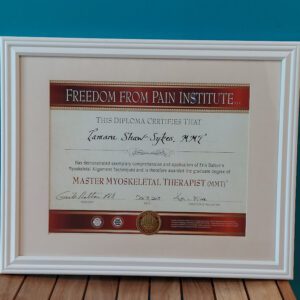 FREEDOM FROM PAIN INSTITUTE
THIS DIPLOMA CERTIFIES THAT
Tamara Shaw-Sykes, MMT
Has demonstrated exemplary comprehension and application of Erik Dalton's
Myoskeletal Alignment Techniques and is therefore awarded the graduate degree of
MASTER MYOSKELETAL THERAPIST (MMT)